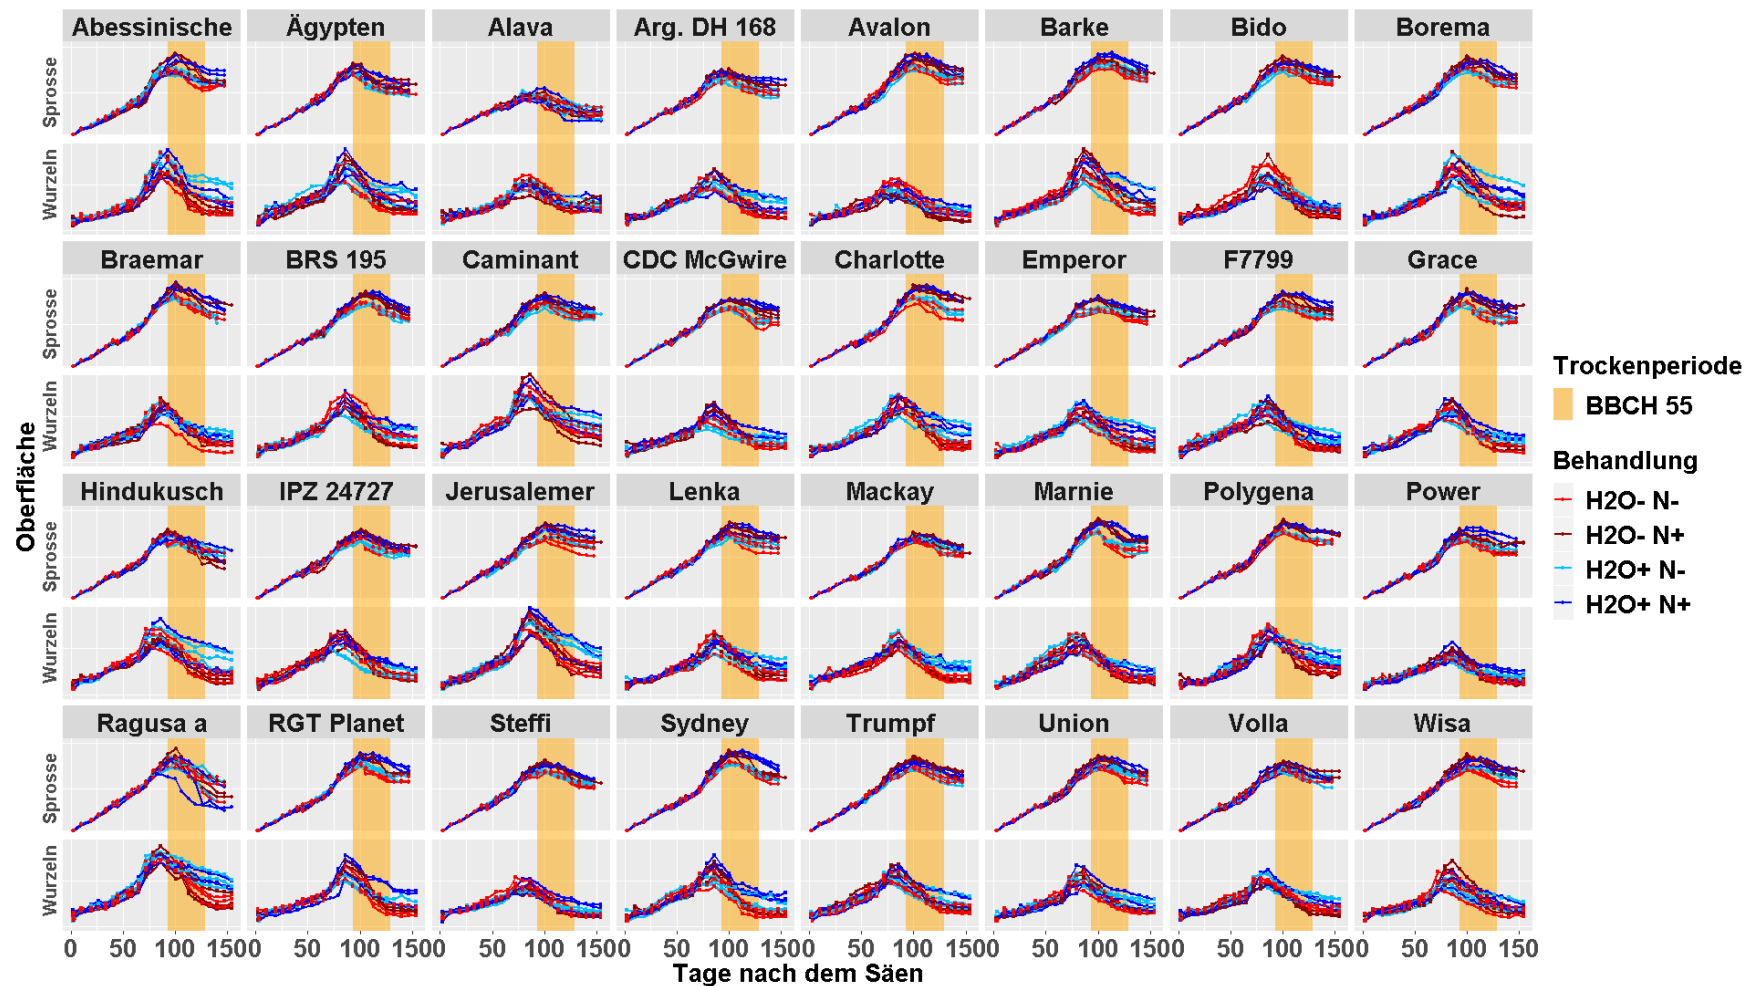 Abessinische Ägypten Alava Arg. DH 168 Avalon Barke Bido Borema
Sprosse
Wurzeln
Braemar BRS 195 Caminant CDC McGwire Charlotte Emperor F7799 Grace
Sprosse
Wurzeln
Hindukusch IPZ 24727 Jerusalemer Lenka Mackay Marnie Polygena Power
Sprosse
Wurzeln
Ragusa a RGT Planet Steffi Sydney Trumpf Union Volla Wisa
Sprosse
Wurzeln
0 50 100 150 0 50 100 150 0 50 100 150 0 50 100 150 0 50 100 150 0 50 100 150 0 50 100 150 0 50 100 150
Tage nach dem Säen
Oberfläche
Trockenperiode
BBCH 55
Behandlung
H2O- N-
H2O- N+
H2O+ N-
H2O+ N+